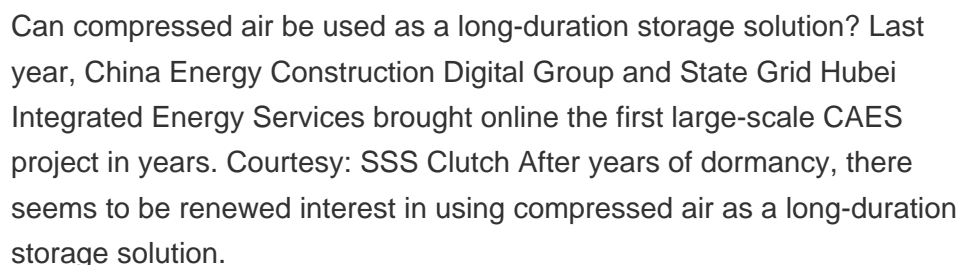 Can compressed air be used as a long-duration storage solution? Last
year, China Energy Construction Digital Group and State Grid Hubei
Integrated Energy Services brought online the first large-scale CAES
project in years. Courtesy: SSS Clutch After years of dormancy, there
seems to be renewed interest in using compressed air as a long-duration
storage solution.